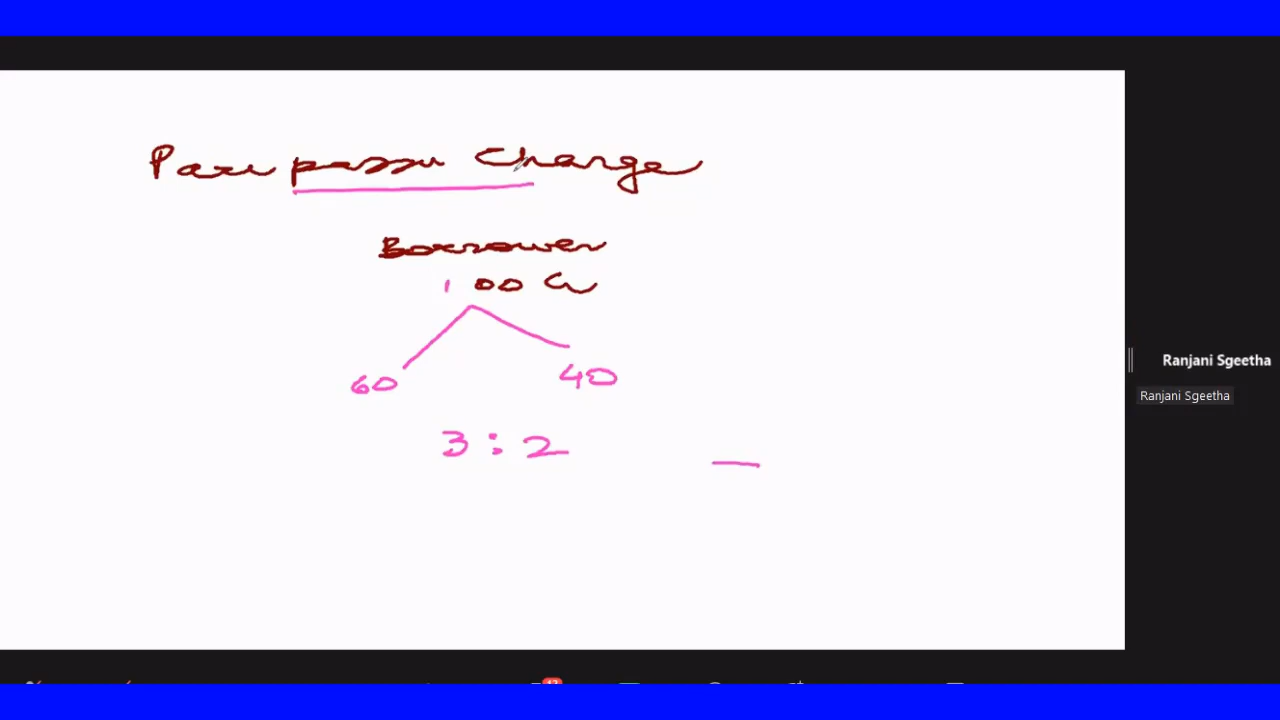 Pari passu Charge
Borrower
100 Cr
60 40
3 : 2
Ranjani Sgeetha
Ranjani Sgeetha